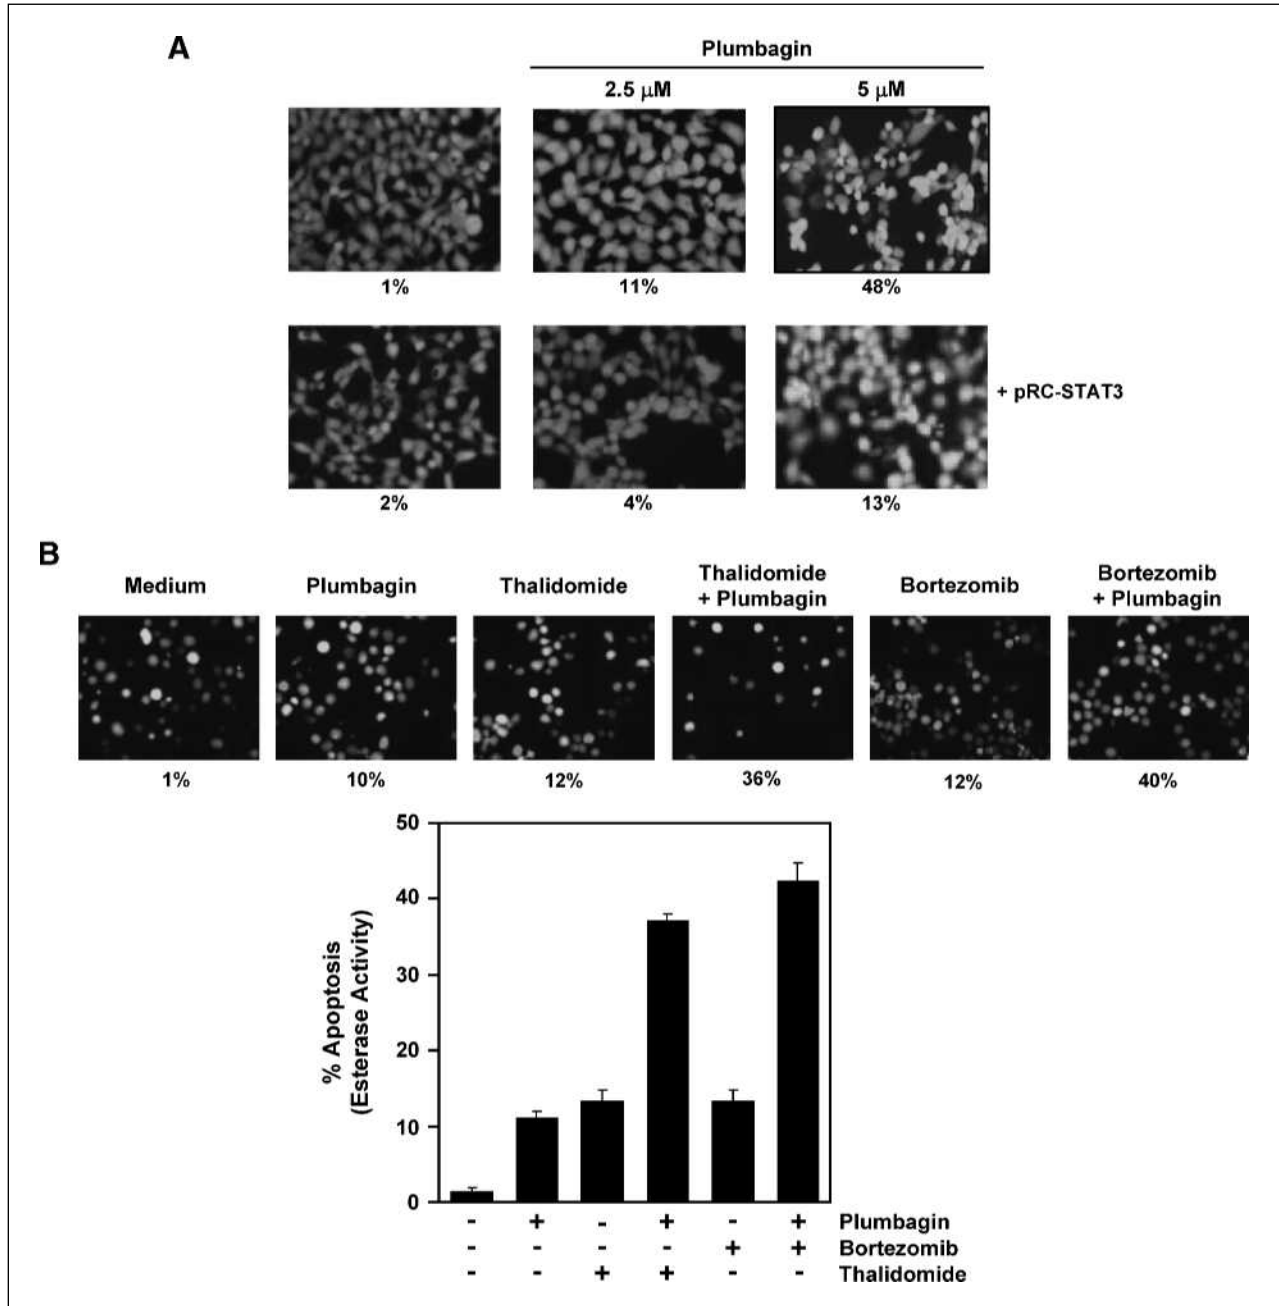 A
Plumbagin
2.5 μM 5 μM
1% 11% 48%
+ pRC-STAT3
2% 4% 13%
B
Medium Plumbagin Thalidomide Thalidomide + Plumbagin Bortezomib Bortezomib + Plumbagin
1% 10% 12% 36% 12% 40%
% Apoptosis
(Esterase Activity)
50
40
30
20
10
0
- + - + - + Plumbagin
- - - - + + Bortezomib
- - + + - - Thalidomide